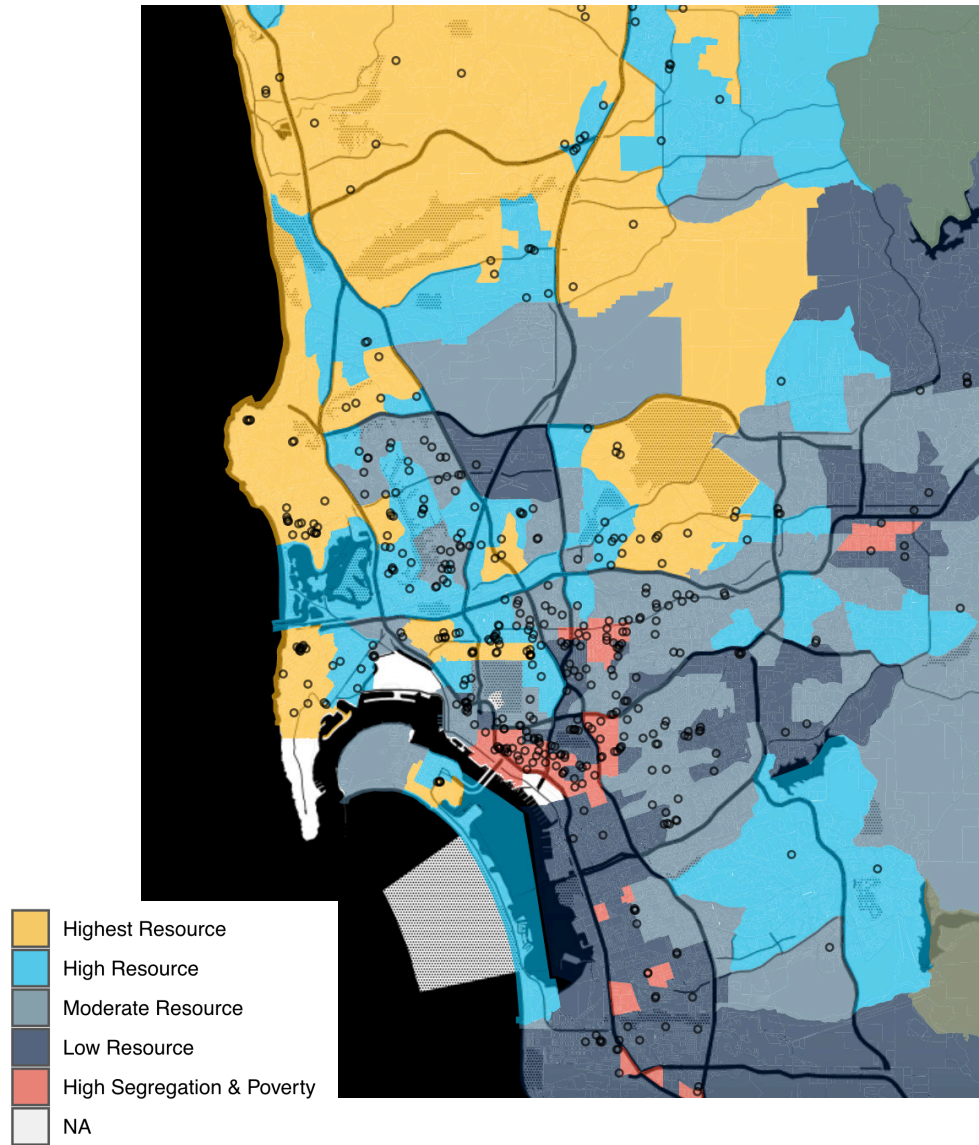 Highest Resource
High Resource
Moderate Resource
Low Resource
High Segregation & Poverty
NA